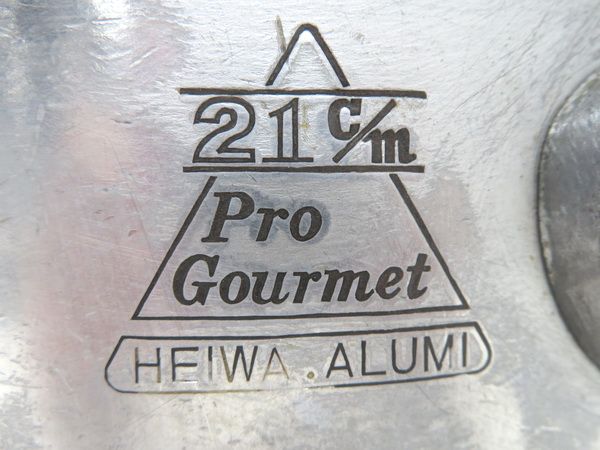 21 c/m
Pro
Gourmet
HEIWA.ALUMI